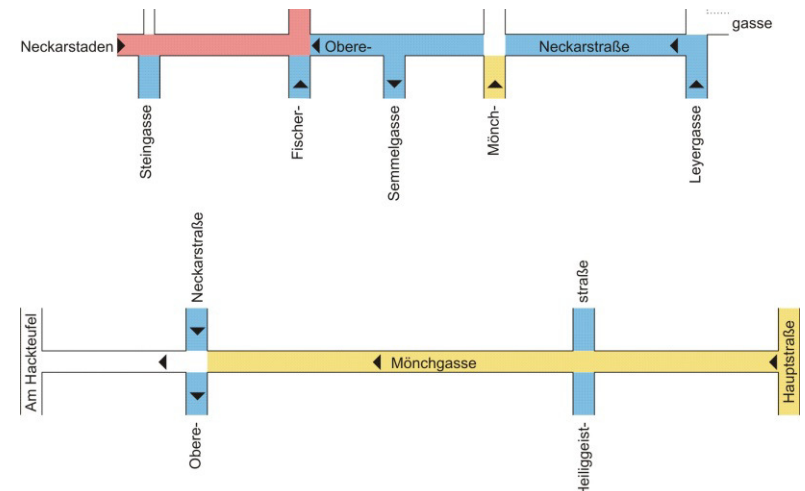 gasse
Neckarstaden
Obere-
Neckarstraße
Steingasse
Fischer-
Semmelgasse
Mönch-
Leyergasse
Neckarstraße
straße
Am Hackteufel
Mönchgasse
Hauptstraße
Obere-
Heiliggeist-